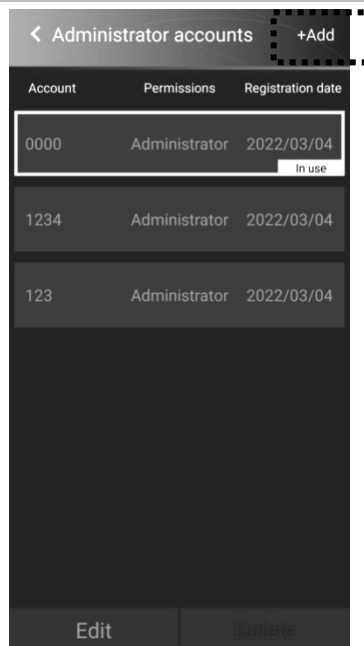 Administrator accounts +Add
Account Permissions Registration date
0000 Administrator 2022/03/04
In use
1234 Administrator 2022/03/04
123 Administrator 2022/03/04
Edit Delete